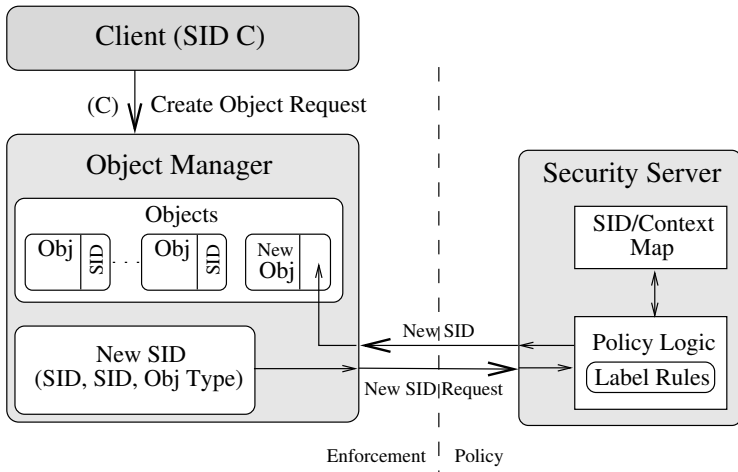 Client (SID C)
(C) Create Object Request
Object Manager
Objects
Obj SID . . . Obj SID New Obj
New SID
(SID, SID, Obj Type)
New SID
New SID Request
Security Server
SID/Context
Map
Policy Logic
Label Rules
Enforcement Policy